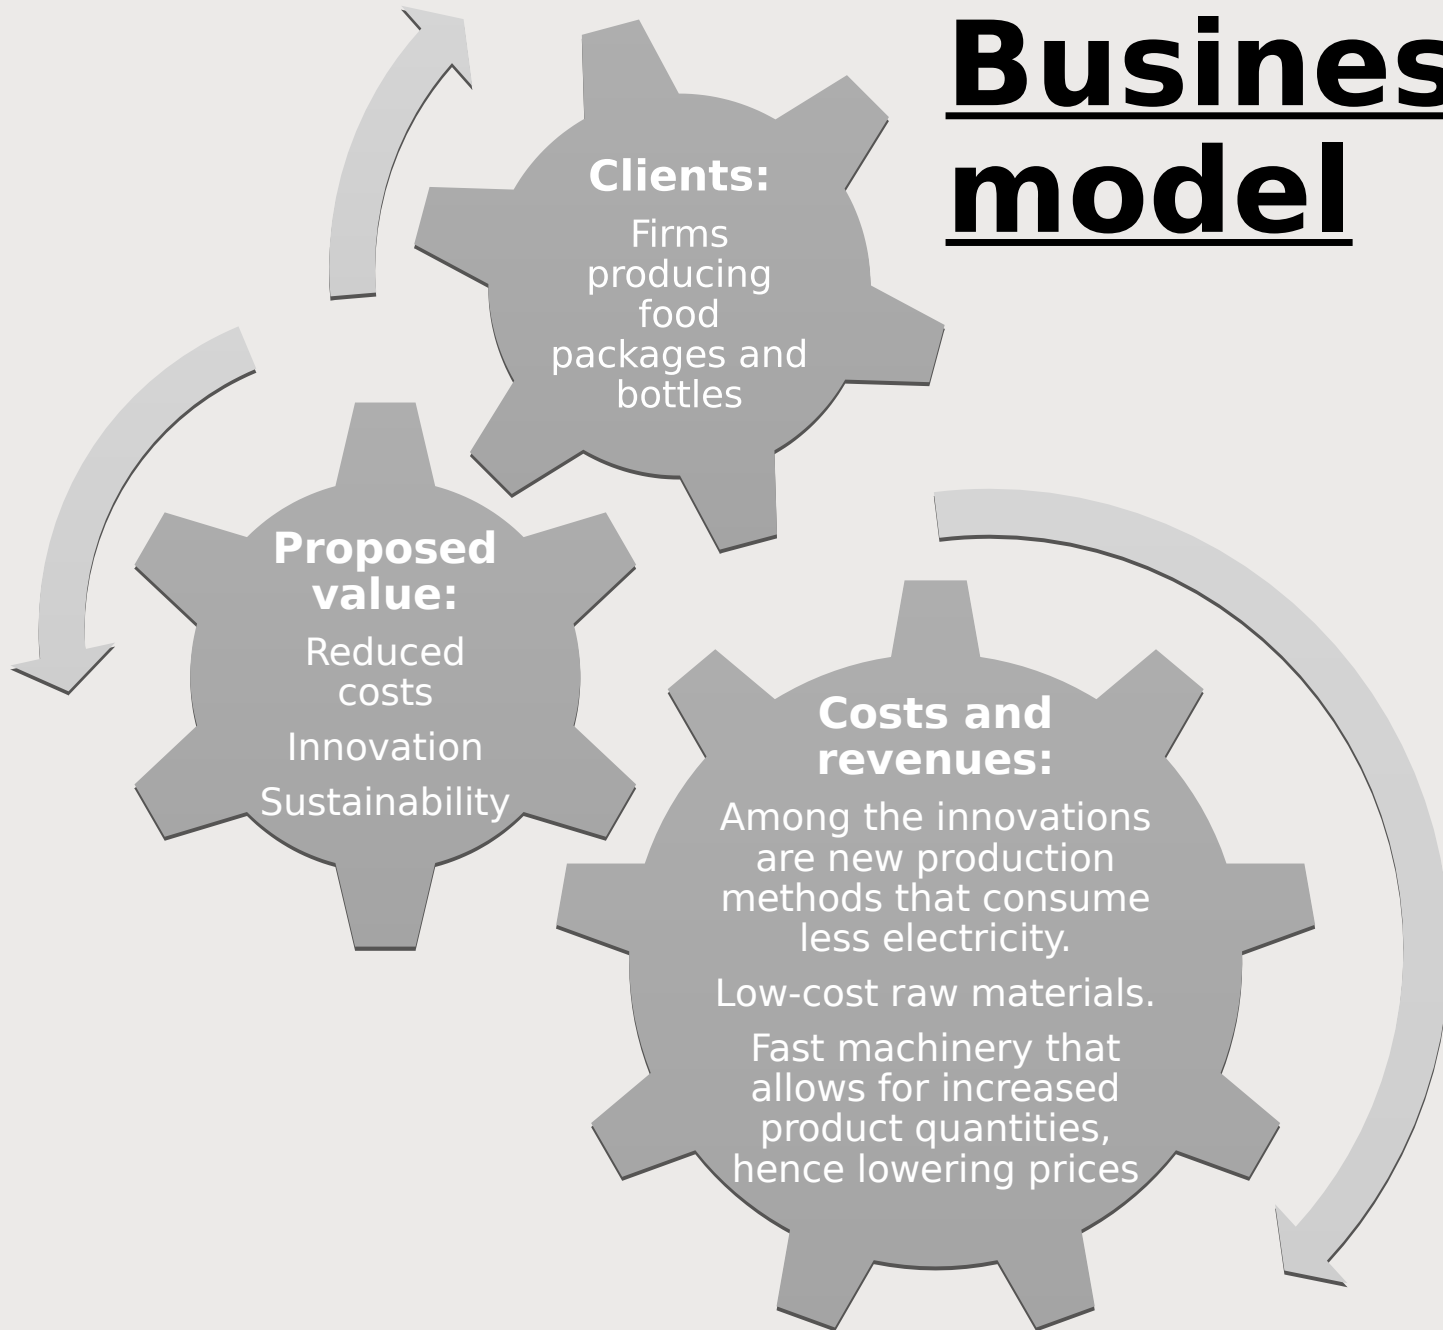 Busines
model
Clients:
Firms
producing
food
packages and
bottles
Proposed
value:
Reduced
costs
Innovation
Sustainability
Costs and
revenues:
Among the innovations
are new production
methods that consume
less electricity.
Low-cost raw materials.
Fast machinery that
allows for increased
product quantities,
hence lowering prices